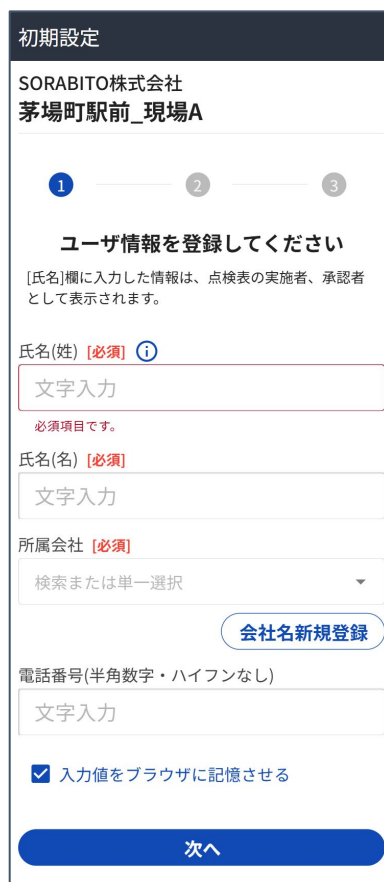 初期設定
SORABITO株式会社
茅場町駅前_現場A
1 2 3
ユーザ情報を登録してください
[氏名]欄に入力した情報は、点検表の実施者、承認者
として表示されます。
氏名(姓) [必須] i
文字入力
必須項目です。
氏名(名) [必須]
文字入力
所属会社 [必須]
検索または単一選択
会社名新規登録
電話番号(半角数字・ハイフンなし)
文字入力
入力値をブラウザに記憶させる
次へ